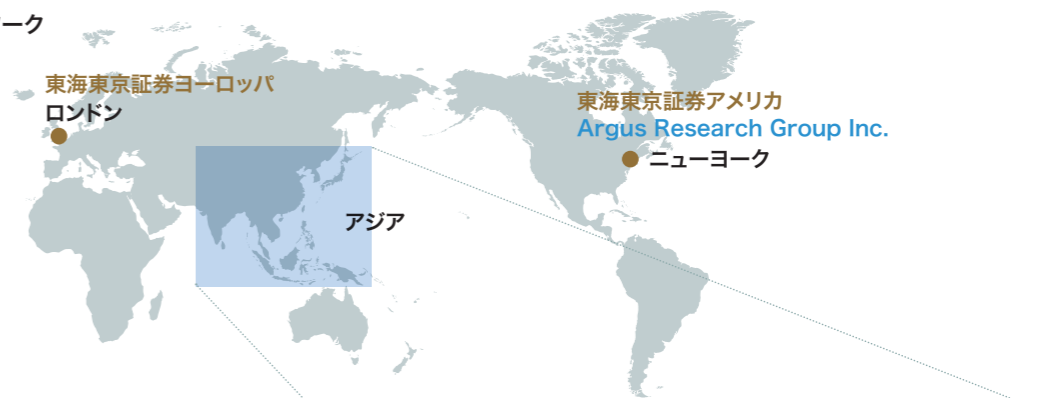 ーク
東海東京証券ヨーロッパ
ロンドン
東海東京証券アメリカ
Argus Research Group Inc.
ニューヨーク
アジア